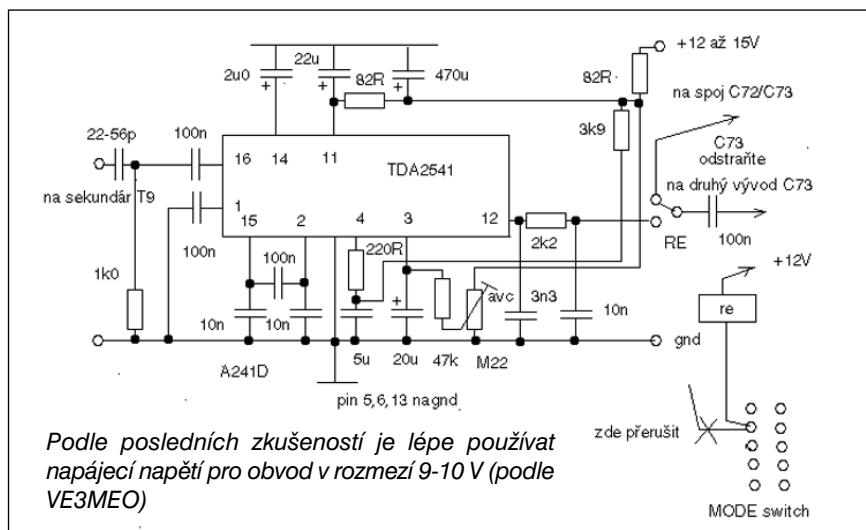 +12 až 15V
2u0
22u
82R
470u
82R
na spoj C72/C73
3k9
22-56p
100n
C73
odstraňte
16
14
11
TDA2541
na druhý vývod C73
na sekundár T9
1
15
2
4
3
12
100n
220R
2k2
RE
100n
100n
+12V
1k0
avc
3n3
10n
re
10n
10n
gnd
5u
20u
47k
M22
A241D
pin 5,6,13 nagnd
zde přerušit
Podle posledních zkušeností je lépe používat
napájecí napětí pro obvod v rozmezí 9-10 V (podle
VE3MEO)
MODE switch